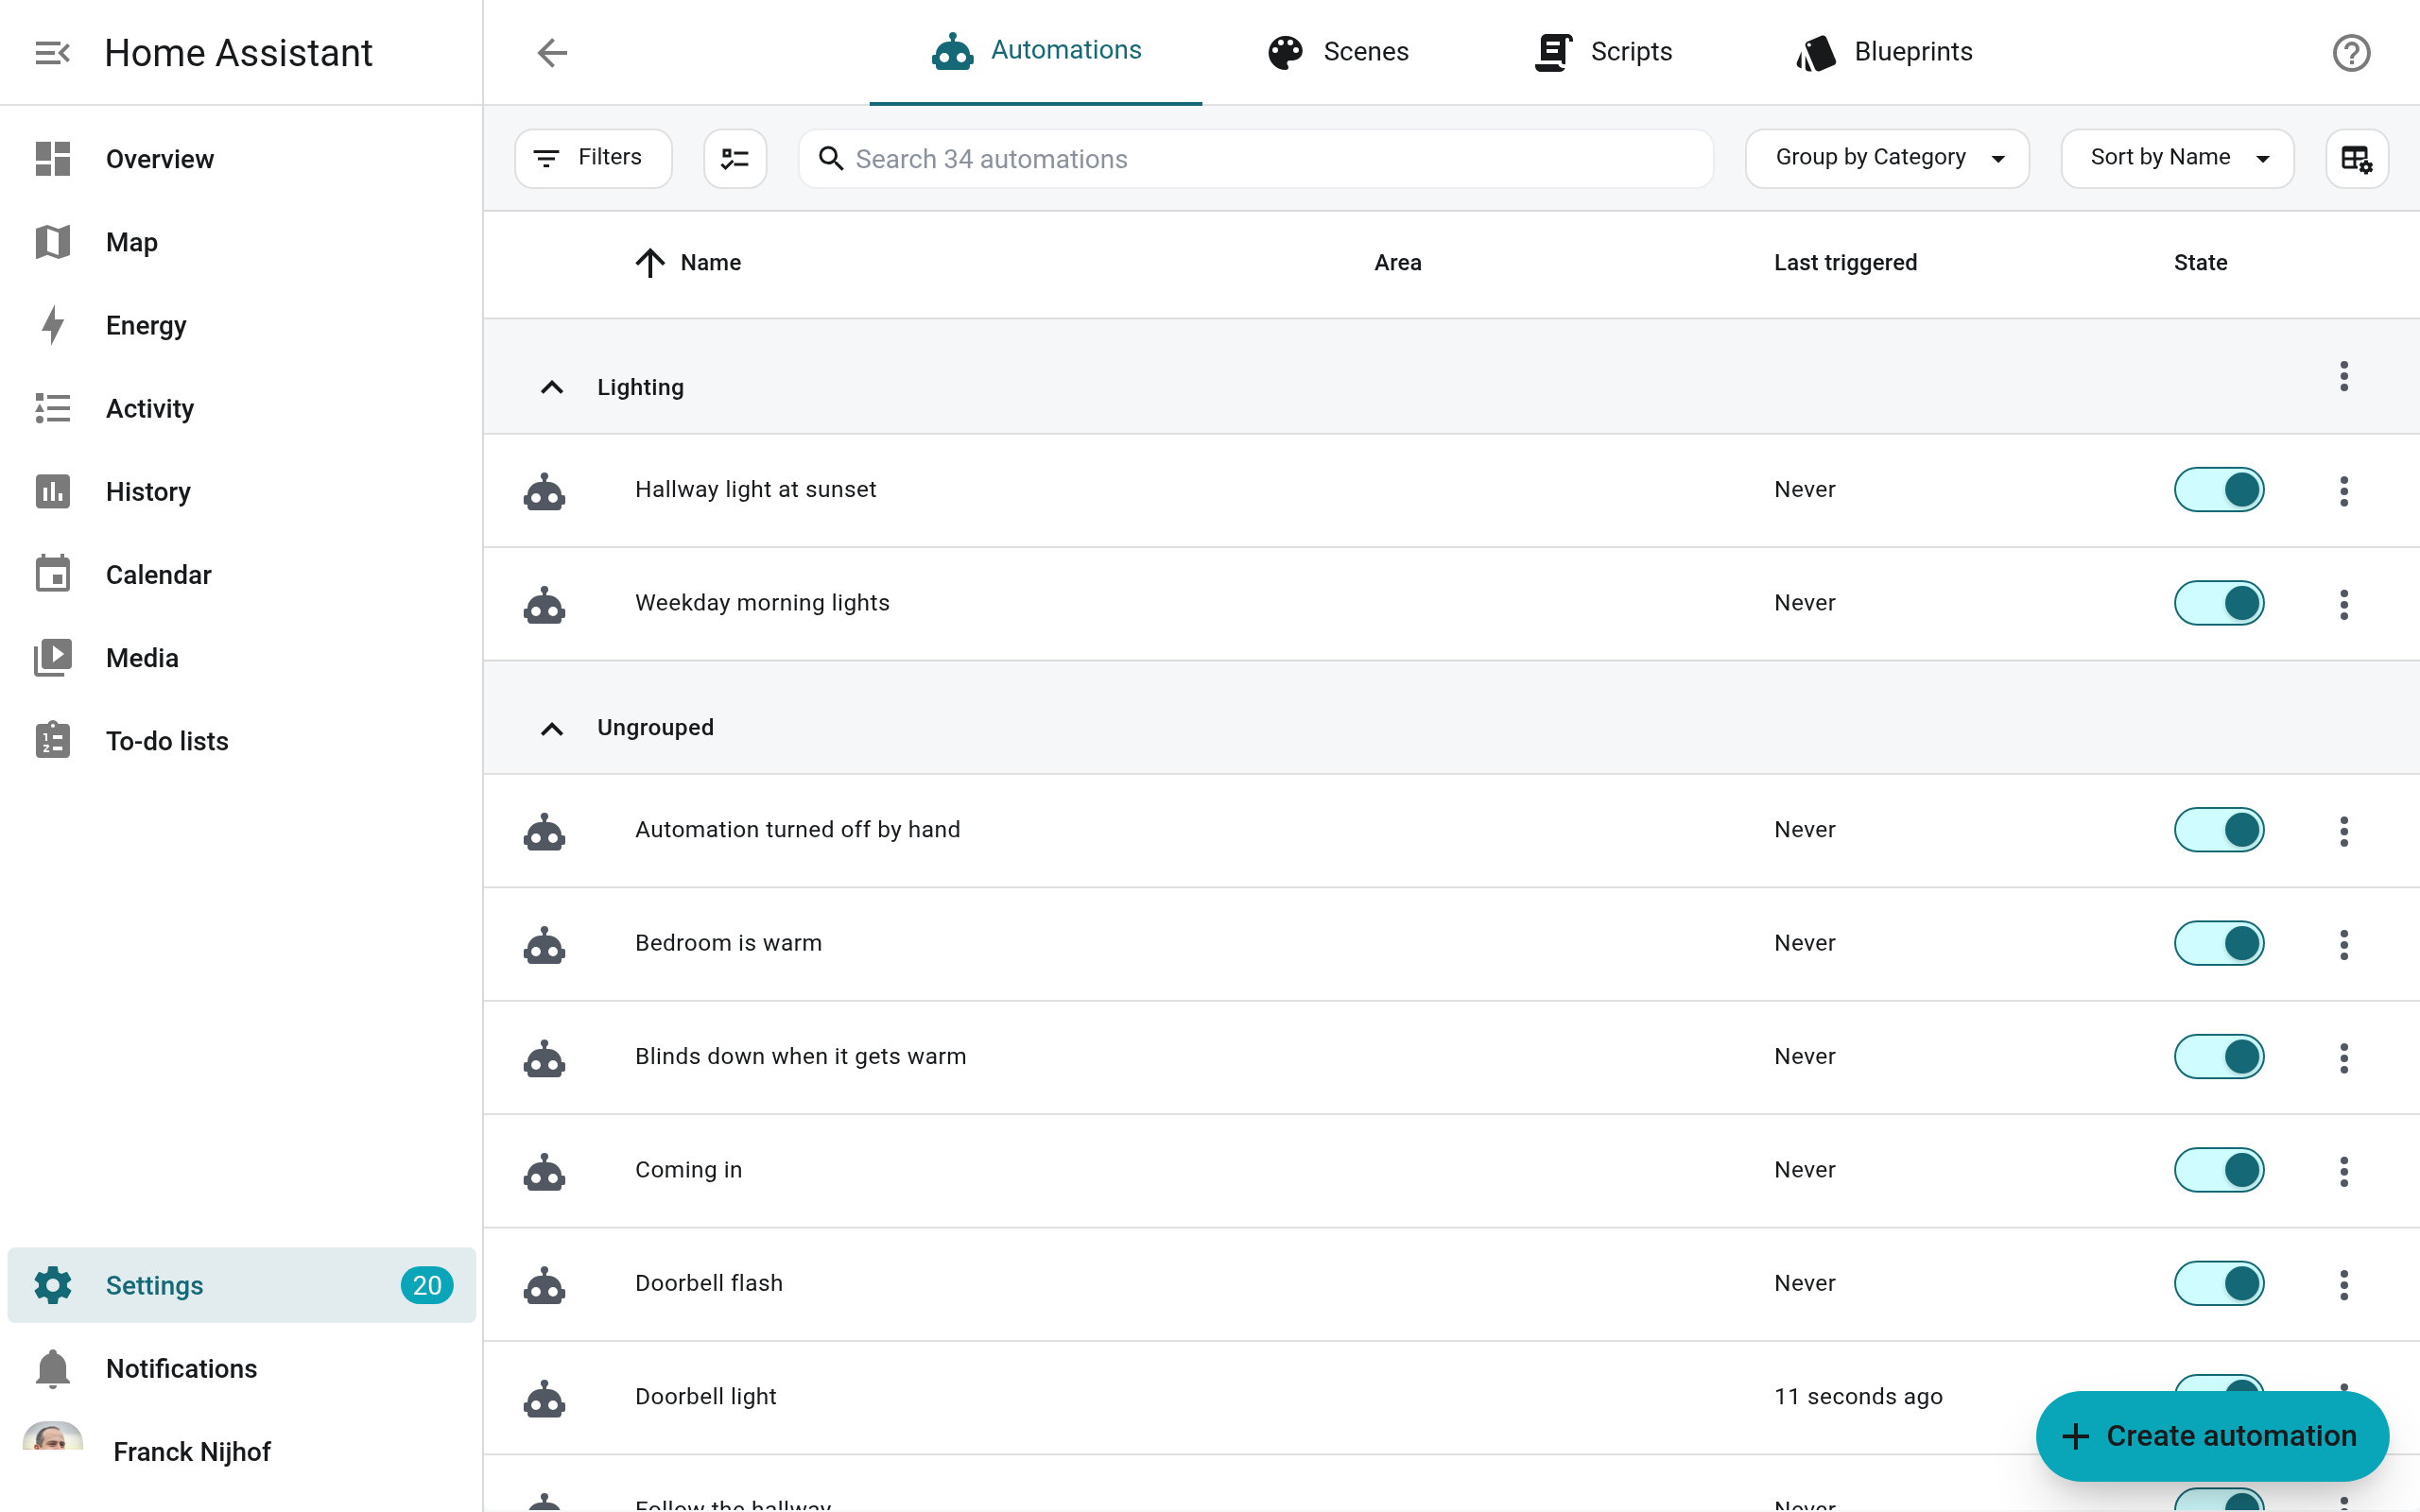 Home Assistant
Automations
Scenes
Scripts
Blueprints
Overview
Map
Energy
Activity
History
Calendar
Media
To-do lists
Settings
20
Notifications
Franck Nijhof
Filters
Search 34 automations
Group by Category
Sort by Name
Name Area Last triggered State
Lighting
Hallway light at sunset Never
Weekday morning lights Never
Ungrouped
Automation turned off by hand Never
Bedroom is warm Never
Blinds down when it gets warm Never
Coming in Never
Doorbell flash Never
Doorbell light 11 seconds ago
Create automation
Follow the hallway Never